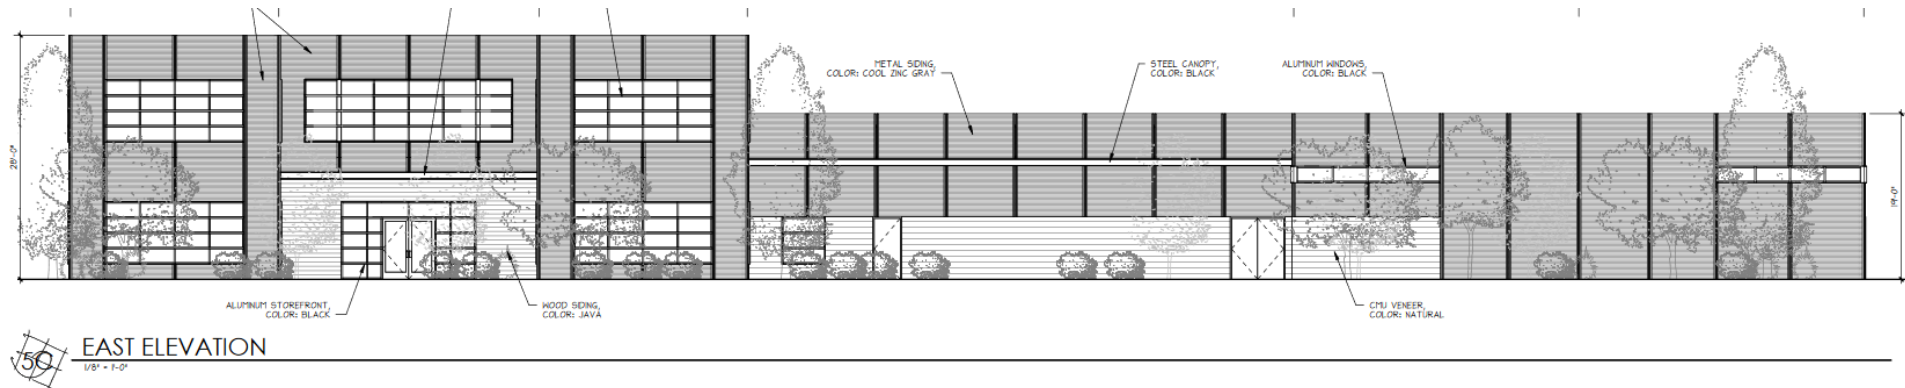 METAL SIDING,
COLOR: COOL ZINC GRAY
STEEL CANOPY,
COLOR: BLACK
ALUMINUM WINDOWS,
COLOR: BLACK
28'-0"
19'-0"
ALUMINUM STOREFRONT,
COLOR: BLACK
WOOD SIDING,
COLOR: JAVA
CMU VENEER,
COLOR: NATURAL
EAST ELEVATION
1/8" = 1'-0"